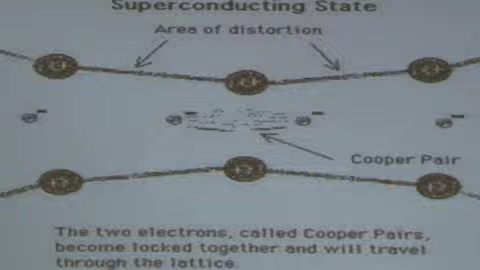 Superconducting State
Area of distortion
Cooper Pair
The two electrons, called Cooper Pairs,
become locked together and will travel
through the lattice.